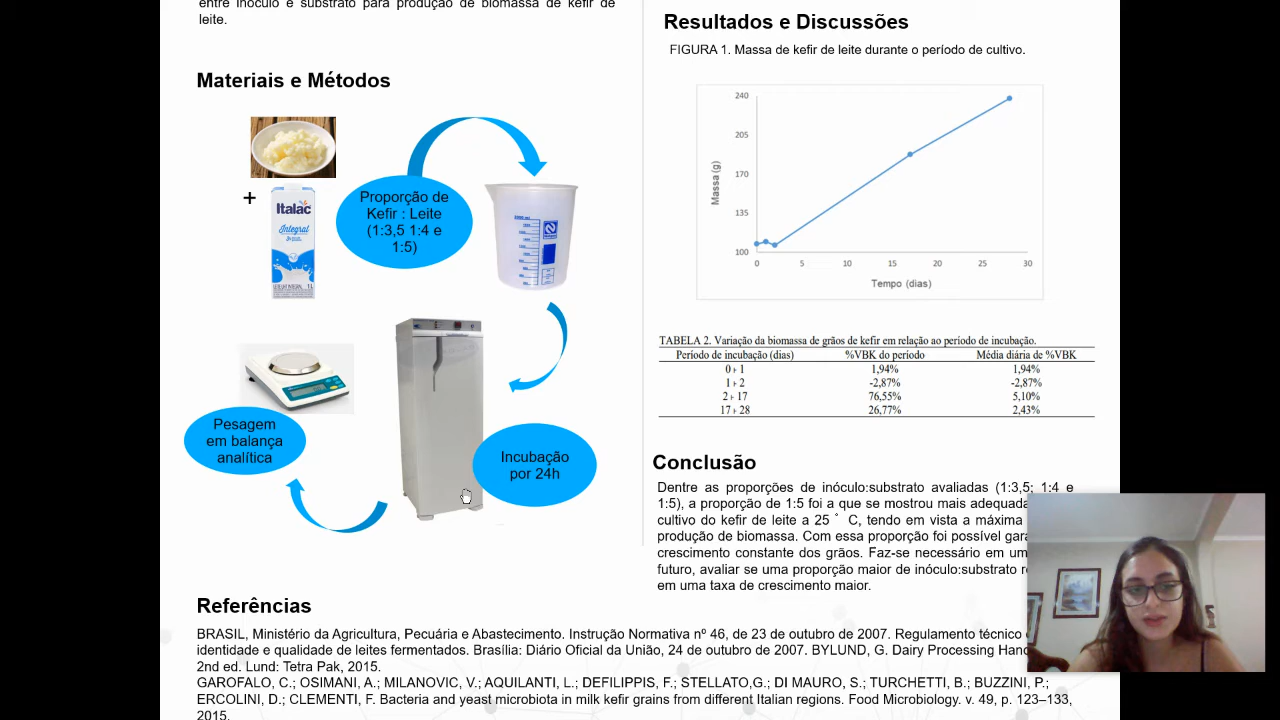 entre inóculo e substrato para produção de biomassa de kefir de
leite.
Materiais e Métodos
+
Italac
Integral
1L
Proporção de
Kefir : Leite
(1:3,5 1:4 e
1:5)
Incubação
por 24h
Pesagem
em balança
analítica
Resultados e Discussões
FIGURA 1. Massa de kefir de leite durante o período de cultivo.
240
205
170
135
100
Massa (g)
0 5 10 15 20 25 30
Tempo (dias)
TABELA 2. Variação da biomassa de grãos de kefir em relação ao período de incubação.
Período de incubação (dias) %VBK do período Média diária de %VBK
0⊦1 1,94% 1,94%
1⊦2 -2,87% -2,87%
2⊦17 76,55% 5,10%
17⊦28 26,77% 2,43%
Conclusão
Dentre as proporções de inóculo:substrato avaliadas (1:3,5; 1:4 e
1:5), a proporção de 1:5 foi a que se mostrou mais adequada
cultivo do kefir de leite a 25 ˚ C, tendo em vista a máxima
produção de biomassa. Com essa proporção foi possível
crescimento constante dos grãos. Faz-se necessário em
futuro, avaliar se uma proporção maior de inóculo:substrato
em uma taxa de crescimento maior.
Referências
BRASIL, Ministério da Agricultura, Pecuária e Abastecimento. Instrução Normativa nº 46, de 23 de outubro de 2007. Regulamento técnico
identidade e qualidade de leites fermentados. Brasília: Diário Oficial da União, 24 de outubro de 2007. BYLUND, G. Dairy Processing
2nd ed. Lund: Tetra Pak, 2015.
GAROFALO, C.; OSIMANI, A.; MILANOVIC, V.; AQUILANTI, L.; DEFILIPPIS, F.; STELLATO,G.; DI MAURO, S.; TURCHETTI, B.; BUZZINI, P.;
ERCOLINI, D.; CLEMENTI, F. Bacteria and yeast microbiota in milk kefir grains from different Italian regions. Food Microbiology. v. 49, p. 123–133,
2015.